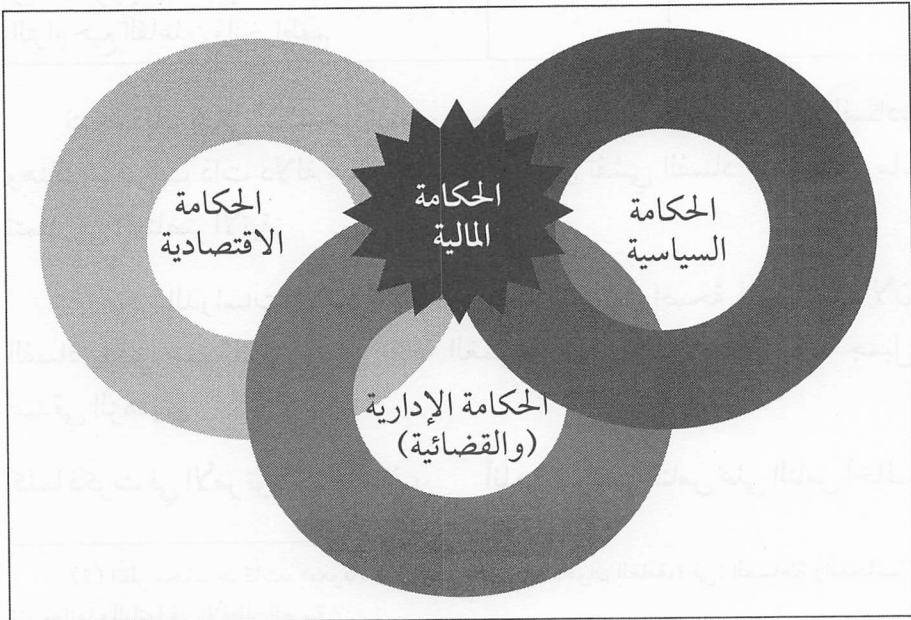 الحكامة
السياسية
الحكامة
المالية
الحكامة
الاقتصادية
الحكامة الإدارية
(والقضائية)